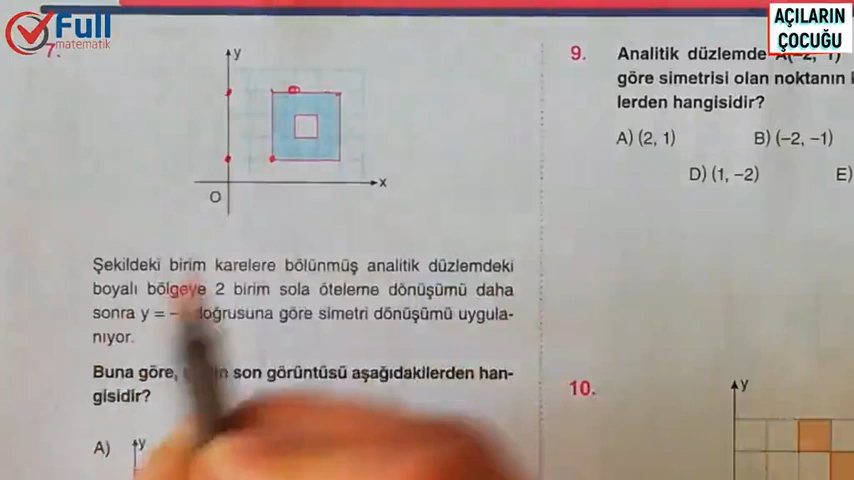 Full
matematik
AÇILARIN
ÇOCUĞU
7.
y
x
O
Şekildeki birim karelere bölünmüş analitik düzlemdeki
boyalı bölgeye 2 birim sola öteleme dönüşümü daha
sonra y = doğrusuna göre simetri dönüşümü uygula-
nıyor.
Buna göre, son görüntüsü aşağıdakilerden han-
gisidir?
A)
y
9. Analitik düzlemde A(-2, 1)
göre simetrisi olan noktanın
lerden hangisidir?
A) (2, 1) B) (-2, -1)
D) (1, -2) E)
10.
y